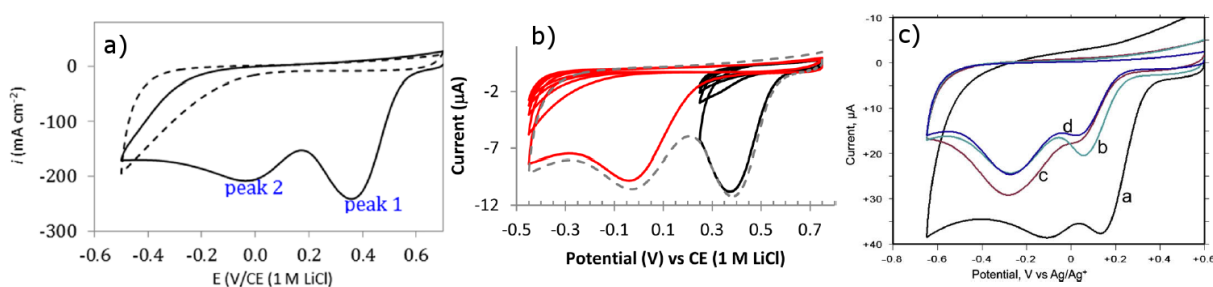 a)
i (mA cm⁻²)
0
-100
-200
-300
peak 2
peak 1
-0.6 -0.4 -0.2 0.0 0.2 0.4 0.6
E (V/CE (1 M LiCl)
b)
Current (µA)
-2
-7
-12
-0.5 -0.3 -0.1 0.1 0.3 0.5 0.7
Potential (V) vs CE (1 M LiCl)
c)
Current, µA
-10
0
+10
+20
+30
+40
d
b
c
a
-0.8 -0.6 -0.4 -0.2 0 +0.2 +0.4 +0.6
Potential, V vs Ag/Ag⁺